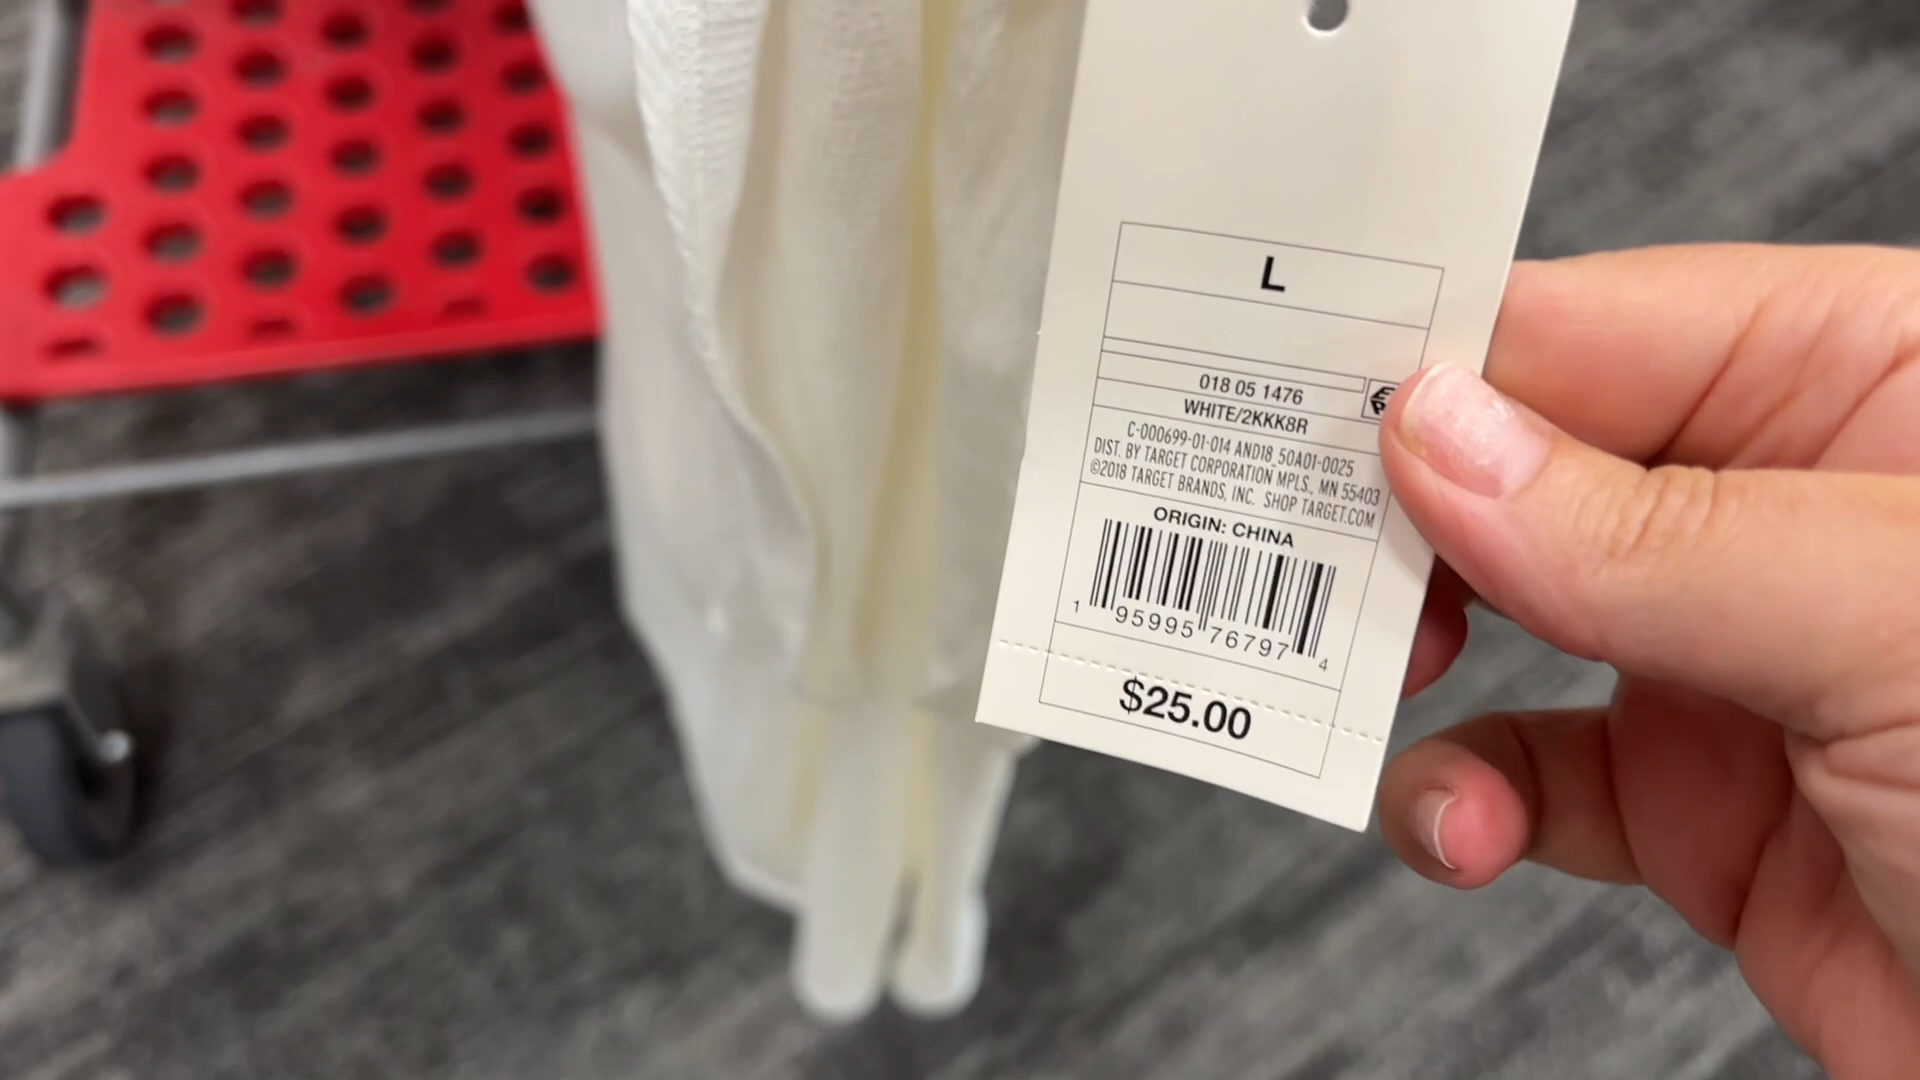 L
018 05 1476
WHITE/2KKK8R
C-000699-01-014 AND18_50A01-0025
DIST. BY TARGET CORPORATION MPLS., MN 55403
©2018 TARGET BRANDS, INC. SHOP TARGET.COM
ORIGIN: CHINA
1 95995 76797 4
$25.00